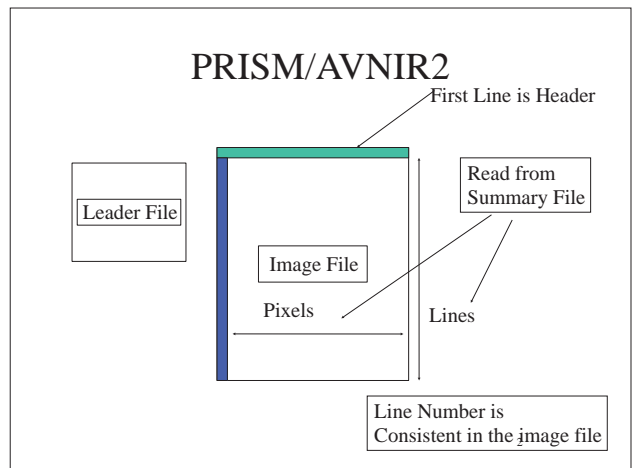 PRISM/AVNIR2
First Line is Header
Read from
Summary File
Leader File
Image File
Pixels
Lines
Line Number is
Consistent in the image file
2